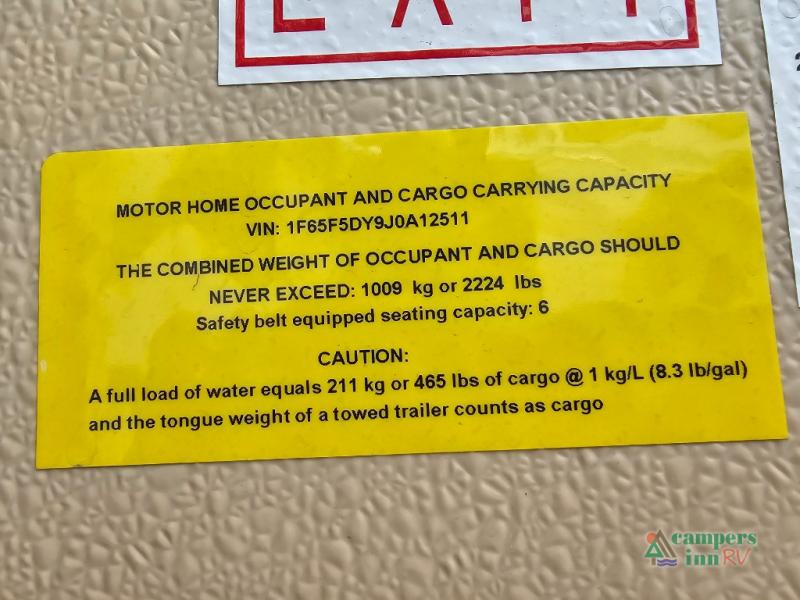 EXIT
MOTOR HOME OCCUPANT AND CARGO CARRYING CAPACITY
VIN: 1F65F5DY9J0A12511
THE COMBINED WEIGHT OF OCCUPANT AND CARGO SHOULD
NEVER EXCEED: 1009 kg or 2224 lbs
Safety belt equipped seating capacity: 6
CAUTION:
A full load of water equals 211 kg or 465 lbs of cargo @ 1 kg/L (8.3 lb/gal)
and the tongue weight of a towed trailer counts as cargo
campers
inn RV